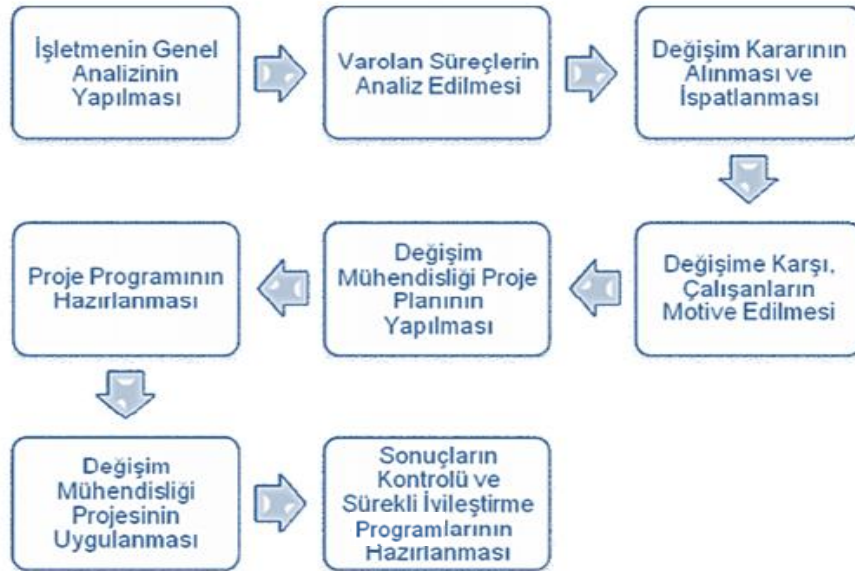 İşletmenin Genel
Analizinin
Yapılması
Varolan Süreçlerin
Analiz Edilmesi
Değişim Kararının
Alınması ve
İspatlanması
Değişime Karşı,
Çalışanların
Motive Edilmesi
Değişim
Mühendisliği Proje
Planının
Yapılması
Proje Programının
Hazırlanması
Değişim
Mühendisliği
Projesinin
Uygulanması
Sonuçların
Kontrolü ve
Sürekli İvileştirme
Programlarının
Hazırlanması